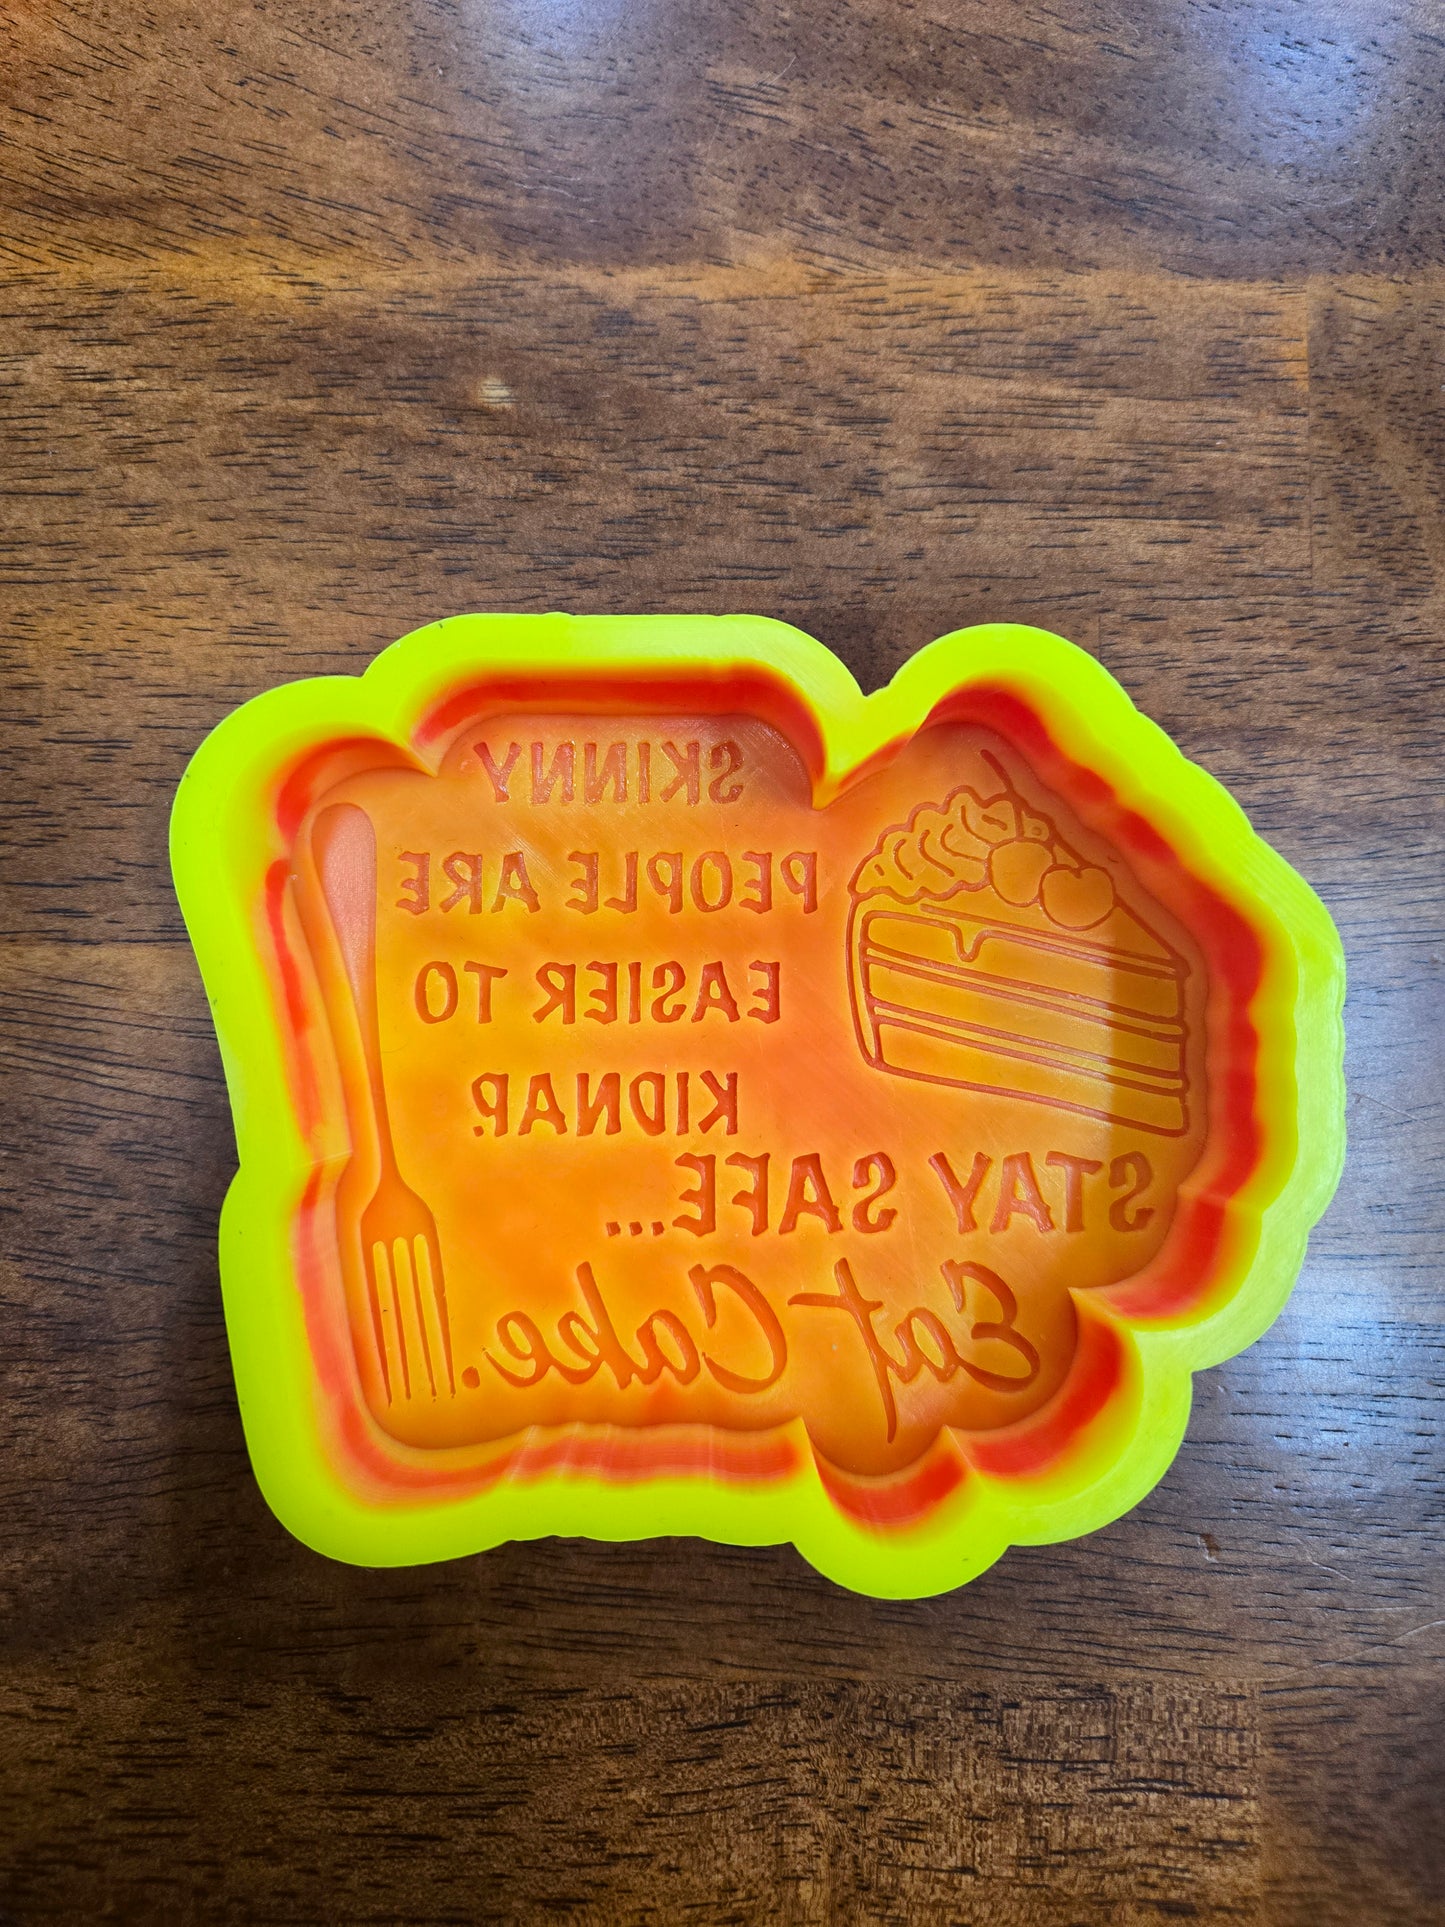 SKINNY
PEOPLE ARE
EASIER TO
KIDNAP.
STAY SAFE...
Eat Cake.